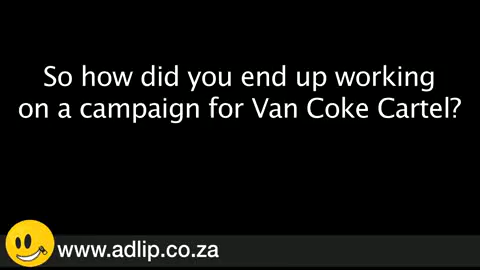 So how did you end up working
on a campaign for Van Coke Cartel?
www.adlip.co.za